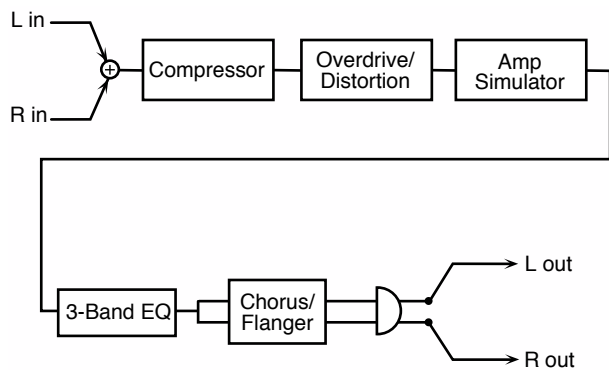 L in
R in
+
Compressor
Overdrive/
Distortion
Amp
Simulator
3-Band EQ
Chorus/
Flanger
L out
R out